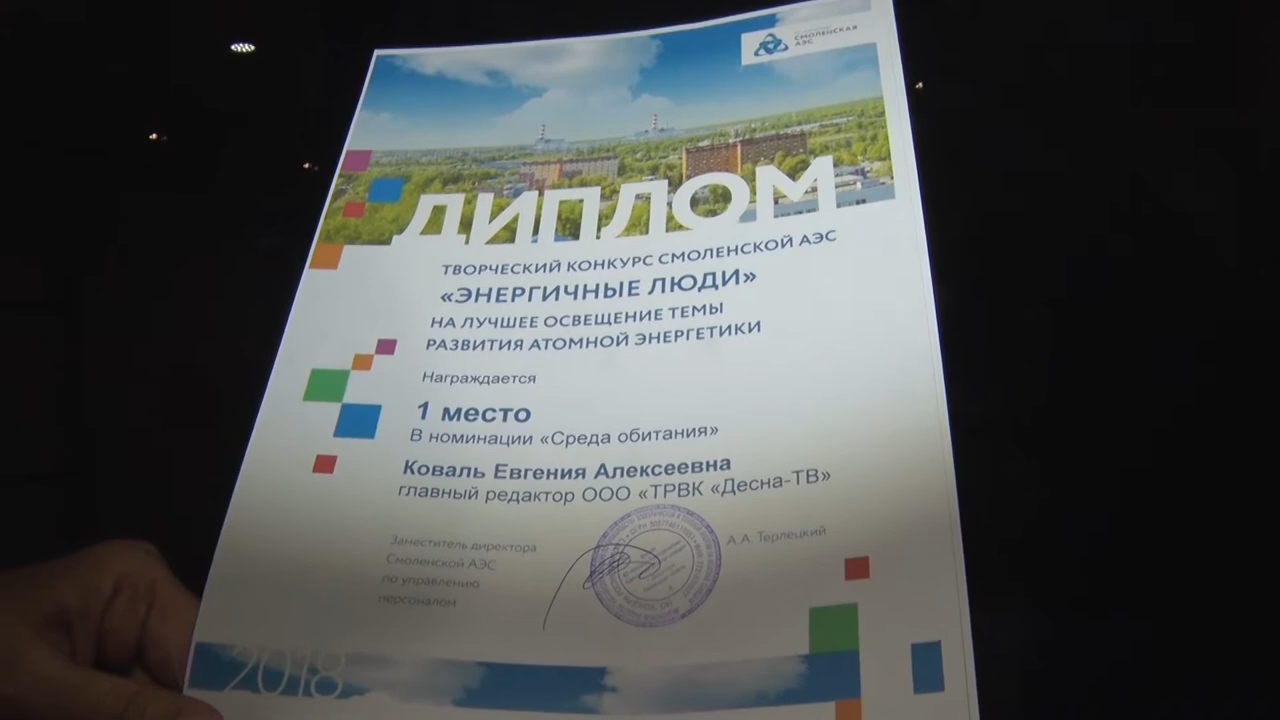 СМОЛЕНСКАЯ
АЭС
ДИПЛОМ
ТВОРЧЕСКИЙ КОНКУРС СМОЛЕНСКОЙ АЭС
«ЭНЕРГИЧНЫЕ ЛЮДИ»
НА ЛУЧШЕЕ ОСВЕЩЕНИЕ ТЕМЫ
РАЗВИТИЯ АТОМНОЙ ЭНЕРГЕТИКИ
Награждается
1 место
В номинации «Среда обитания»
Коваль Евгения Алексеевна
главный редактор ООО «ТРВК «Десна-ТВ»
Заместитель директора
Смоленской АЭС
по управлению
персоналом
А.А. Терлецкий
2018